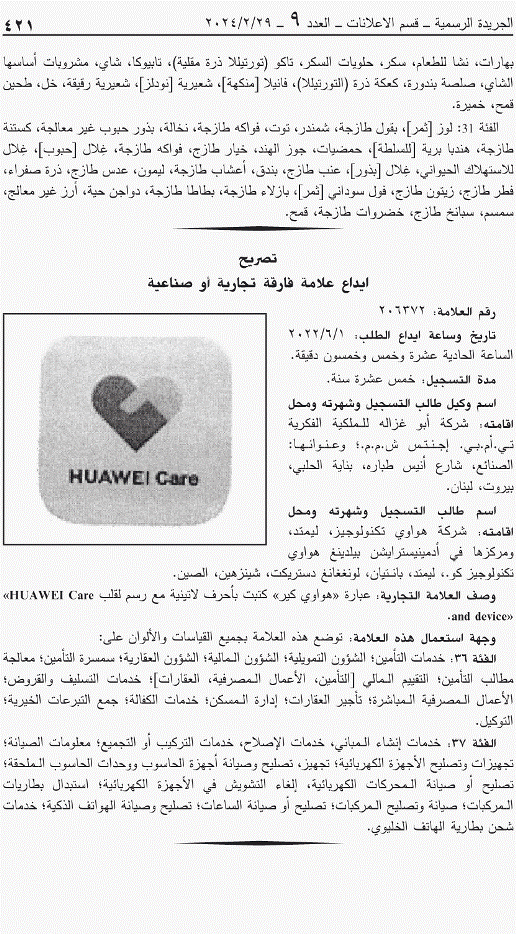 الجريدة الرسمية ــ قسم الاعلانات ــ العدد ٩ ــ ٢٠٢٤/٢/٢٩
٤٢١
بهارات، نشا للطعام، سكر، حلويات السكر، تاكو (تورتيللا ذرة مقلية)، تابيوكا، شاي، مشروبات أساسها
الشاي، صلصة بندورة، كعكة ذرة (التورتيللا)، فانيلا [منكهة]، شعيرية [نودلز]، شعيرية رقيقة، خل، طحين
قمح، خميرة.
الفئة 31: لوز [ثمر]، بقول طازجة، شمندر، توت، فواكه طازجة، نخالة، بذور حبوب غير معالجة، كستنة
طازجة، هندبا برية [للسلطة]، حمضيات، جوز الهند، خيار طازج، فواكه طازجة، غِلال [حبوب]، غِلال
للاستهلاك الحيواني، غِلال [بذور]، عنب طازج، بندق، أعشاب طازجة، ليمون، عدس طازج، ذرة صفراء،
فطر طازج، زيتون طازج، فول سوداني [ثمر]، بازلاء طازجة، بطاطا طازجة، دواجن حية، أرز غير معالج،
سمسم، سبانخ طازج، خضروات طازجة، قمح.
تصريح
ايداع علامة فارقة تجارية أو صناعية
رقم العلامة: ٢٠٦٣٧٢
تاريخ وساعة ايداع الطلب: ٢٠٢٢/٦/١
الساعة الحادية عشرة وخمس وخمسون دقيقة.
مدة التسجيل: خمس عشرة سنة.
اسم وكيل طالب التسجيل وشهرته ومحل
اقامته: شركة أبو غزاله للملكية الفكرية
تي.أم.بي. إجنتس ش.م.م.؛ وعنوانها:
الصنائع، شارع أنيس طباره، بناية الحلبي،
بيروت، لبنان.
اسم طالب التسجيل وشهرته ومحل
اقامته: شركة هواوي تكنولوجيز، ليمتد،
ومركزها في أدمينيسترايشن بيلدينغ هواوي
تكنولوجيز كو.، ليمتد، بانتيان، لونغغانغ دستريكت، شينزهين، الصين.
HUAWEI Care
وصف العلامة التجارية: عبارة «هواوي كير» كتبت بأحرف لاتينية مع رسم لقلب HUAWEI Care»
«and device.
وجهة استعمال هذه العلامة: توضع هذه العلامة بجميع القياسات والألوان على:
الفئة ٣٦: خدمات التأمين؛ الشؤون التمويلية؛ الشؤون المالية؛ الشؤون العقارية؛ سمسرة التأمين؛ معالجة
مطالب التأمين؛ التقييم المالي [التأمين، الأعمال المصرفية، العقارات]؛ خدمات التسليف والقروض؛
الأعمال المصرفية المباشرة؛ تأجير العقارات؛ إدارة المسكن؛ خدمات الكفالة؛ جمع التبرعات الخيرية؛
التوكيل.
الفئة ٣٧: خدمات إنشاء المباني، خدمات الإصلاح، خدمات التركيب أو التجميع؛ معلومات الصيانة؛
تجهيزات وتصليح الأجهزة الكهربائية؛ تجهيز، تصليح وصيانة أجهزة الحاسوب ووحدات الحاسوب الملحقة؛
تصليح أو صيانة المحركات الكهربائية، إلغاء التشويش في الأجهزة الكهربائية؛ استبدال بطاريات
المركبات؛ صيانة وتصليح المركبات؛ تصليح أو صيانة الساعات؛ تصليح وصيانة الهواتف الذكية؛ خدمات
شحن بطارية الهاتف الخليوي.